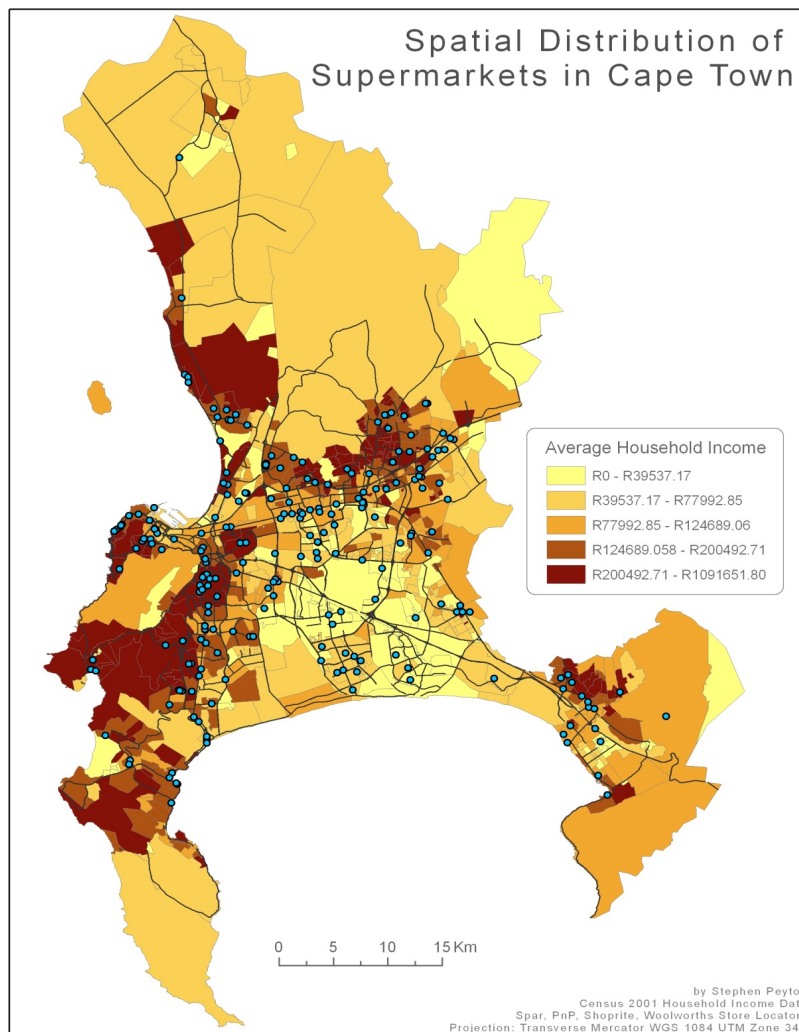 Spatial Distribution of
Supermarkets in Cape Town
Average Household Income
R0 - R39537.17
R39537.17 - R77992.85
R77992.85 - R124689.06
R124689.058 - R200492.71
R200492.71 - R1091651.80
0 5 10 15 Km
by Stephen Peyto
Census 2001 Household Income Dat
Spar, PnP, Shoprite, Woolworths Store Locator
Projection: Transverse Mercator WGS 1084 UTM Zone 34